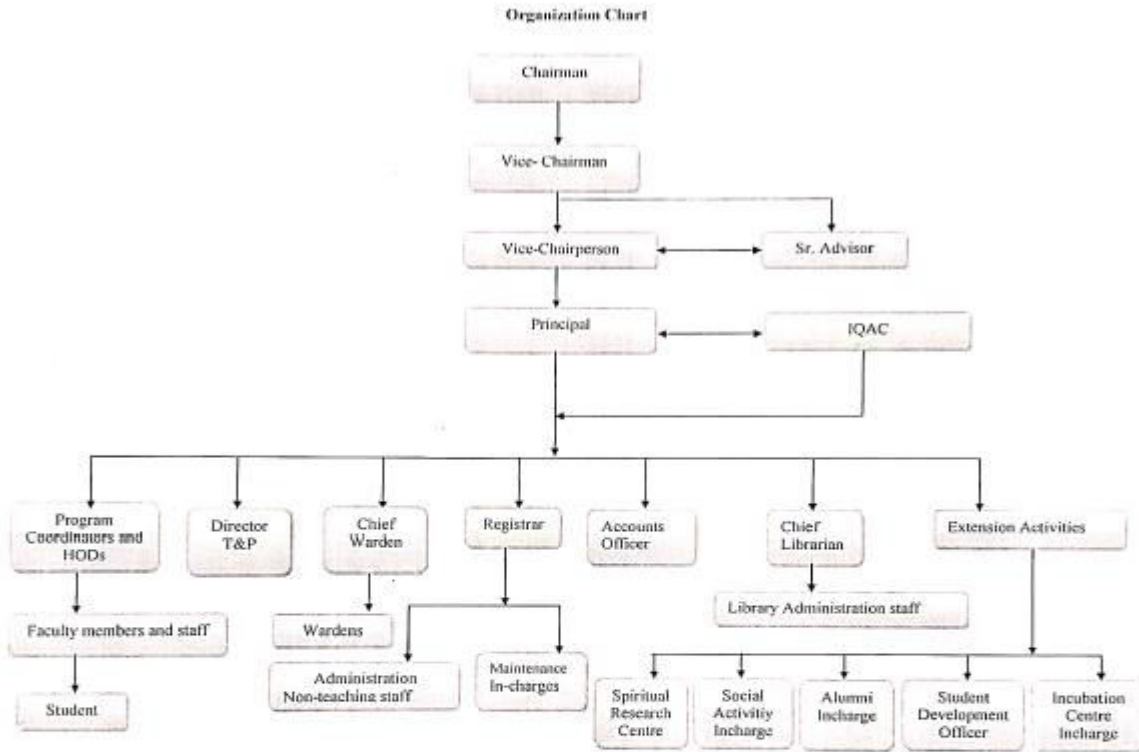 Organization Chart
Chairman
Vice- Chairman
Vice-Chairperson
Sr. Advisor
Principal
IQAC
Program
Coordinators and
HODs
Director
T&P
Chief
Warden
Registrar
Accounts
Officer
Chief
Librarian
Extension Activities
Faculty members and staff
Wardens
Library Administration staff
Administration
Non-teaching staff
Maintenance
In-charges
Student
Spiritual
Research
Centre
Social
Activitiy
Incharge
Alumni
Incharge
Student
Development
Officer
Incubation
Centre
Incharge